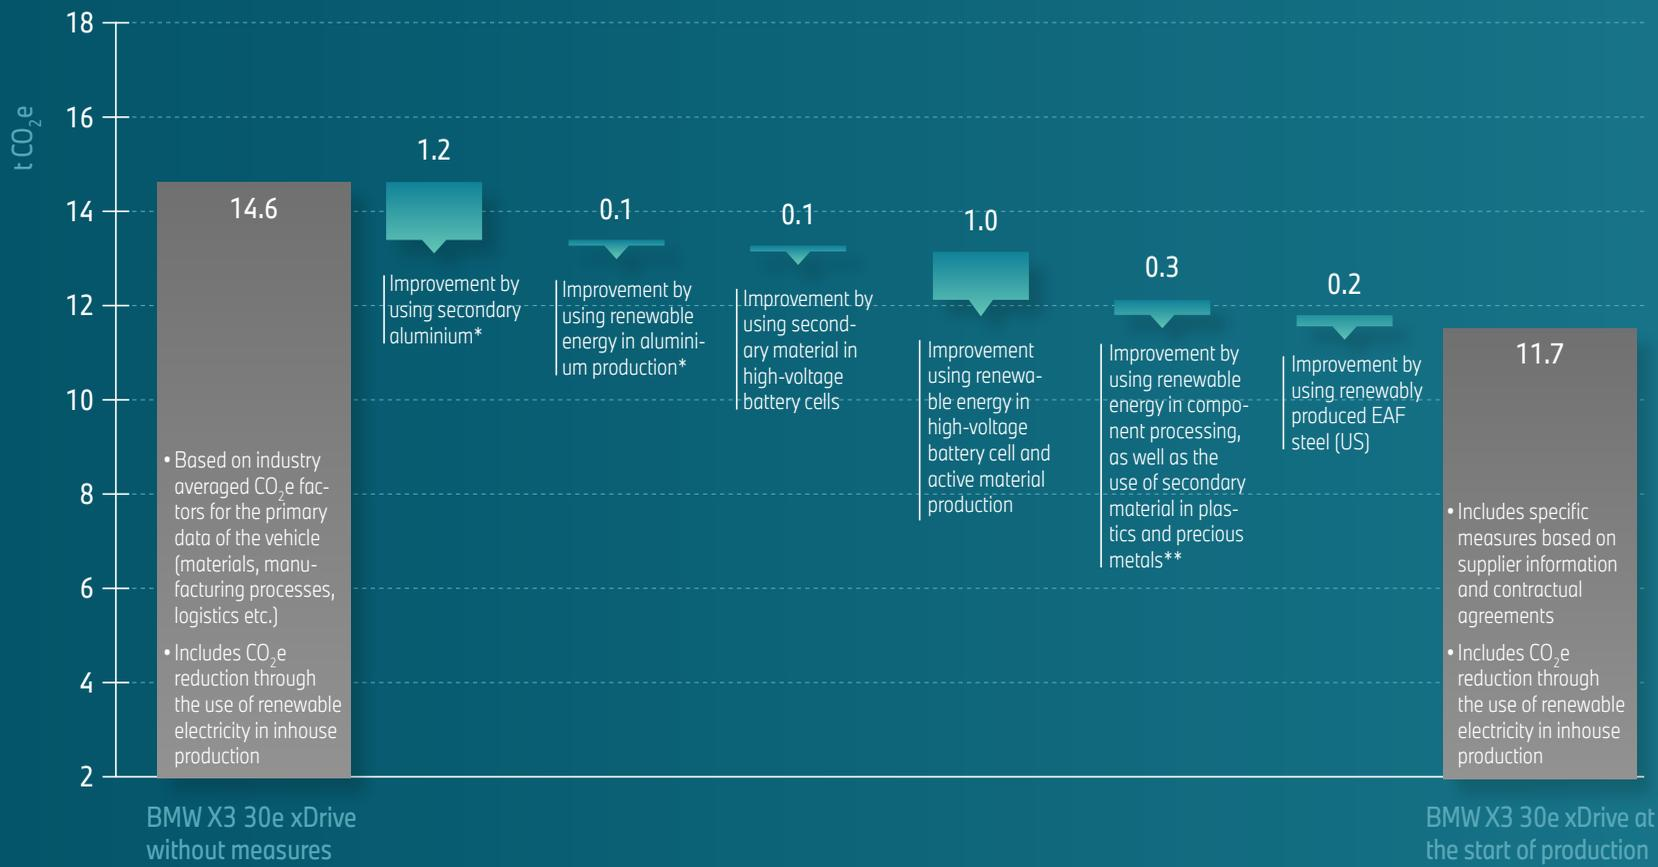 t CO₂e
18
16
14
12
10
8
6
4
2
14.6
• Based on industry
averaged CO₂e fac-
tors for the primary
data of the vehicle
(materials, manu-
facturing processes,
logistics etc.)
• Includes CO₂e
reduction through
the use of renewable
electricity in inhouse
production
BMW X3 30e xDrive
without measures
1.2
Improvement by
using secondary
aluminium*
0.1
Improvement by
using renewable
energy in alumini-
um production*
0.1
Improvement by
using second-
ary material in
high-voltage
battery cells
1.0
Improvement
using renewa-
ble energy in
high-voltage
battery cell and
active material
production
0.3
Improvement by
using renewable
energy in compo-
nent processing,
as well as the
use of secondary
material in plas-
tics and precious
metals**
0.2
Improvement by
using renewably
produced EAF
steel (US)
11.7
• Includes specific
measures based on
supplier information
and contractual
agreements
• Includes CO₂e
reduction through
the use of renewable
electricity in inhouse
production
BMW X3 30e xDrive at
the start of production